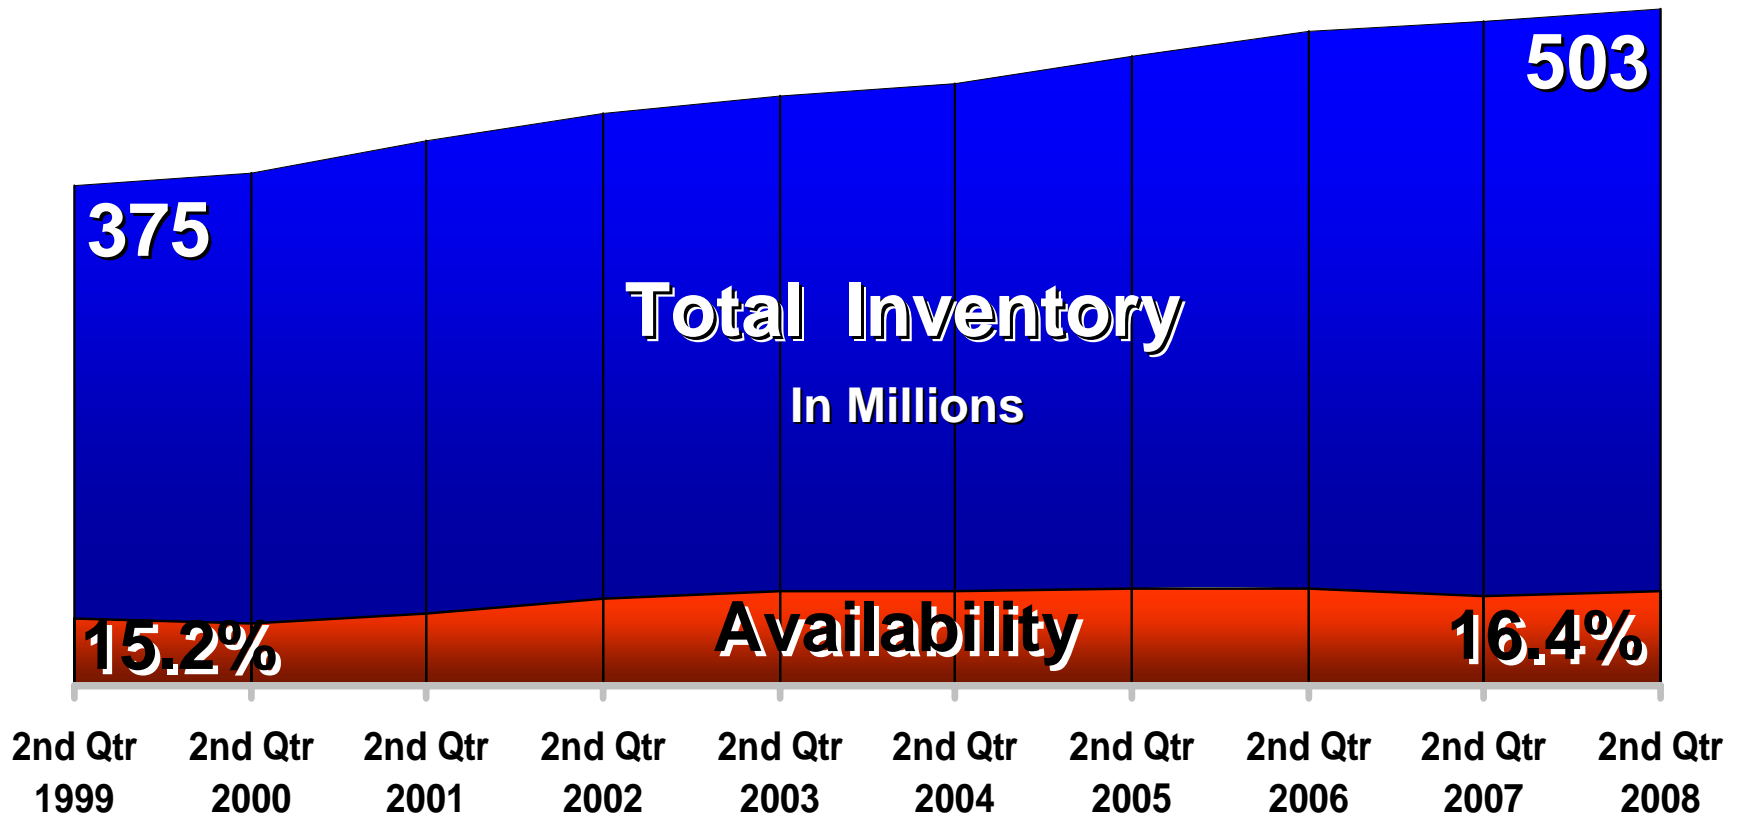 503
375
Total Inventory
In Millions
Availability
15.2%
16.4%
2nd Qtr 2nd Qtr 2nd Qtr 2nd Qtr 2nd Qtr 2nd Qtr 2nd Qtr 2nd Qtr 2nd Qtr 2nd Qtr
1999 2000 2001 2002 2003 2004 2005 2006 2007 2008